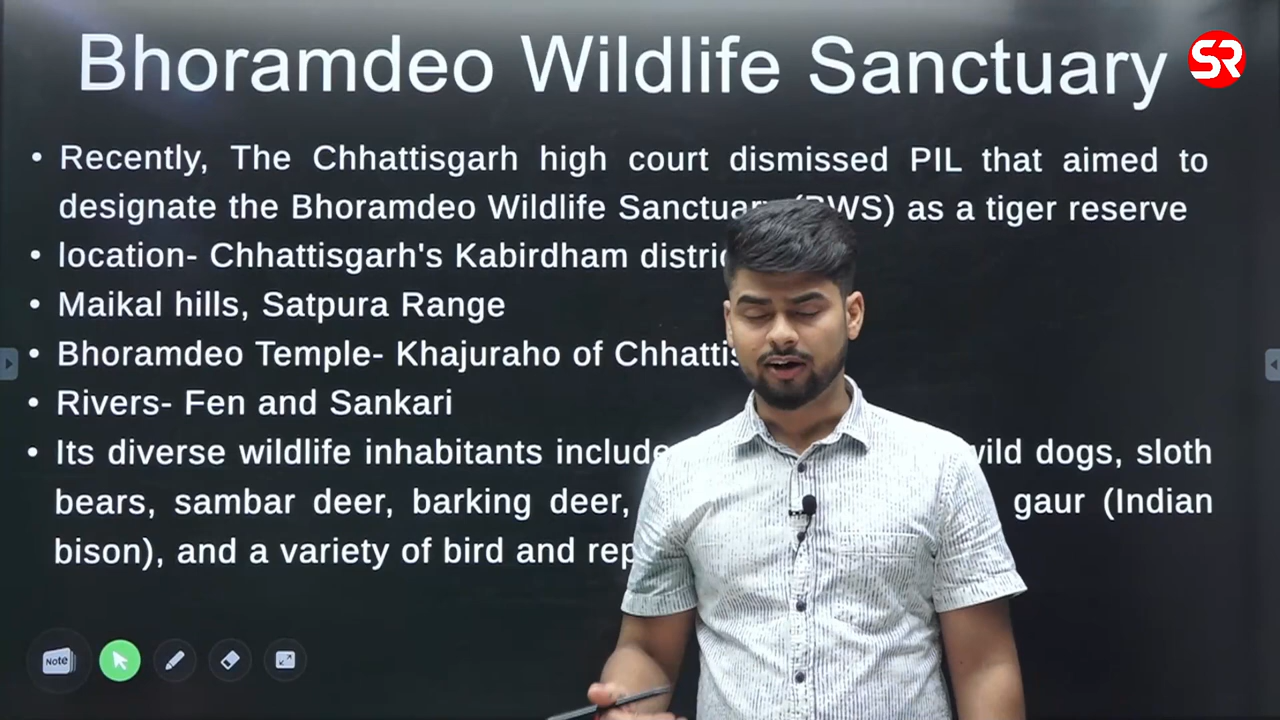 Bhoramdeo Wildlife Sanctuary
SR
• Recently, The Chhattisgarh high court dismissed PIL that aimed to
designate the Bhoramdeo Wildlife Sanctuary (BWS) as a tiger reserve
• location- Chhattisgarh's Kabirdham
• Maikal hills, Satpura Range
• Bhoramdeo Temple- Khajuraho of
• Rivers- Fen and Sankari
• Its diverse wildlife inhabitants include wild dogs, sloth
bears, sambar deer, barking deer, gaur (Indian
bison), and a variety of bird and
Note